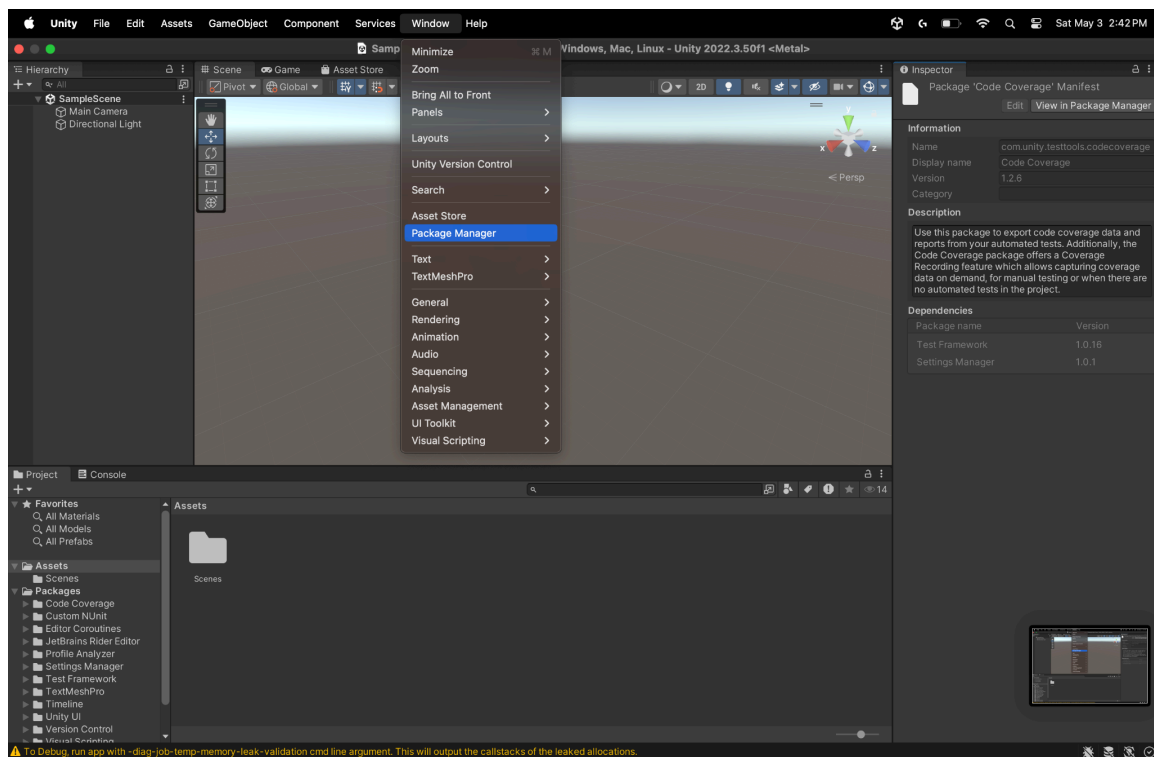 Unity File Edit Assets GameObject Component Services Window Help Sat May 3 2:42 PM
Samp Windows, Mac, Linux - Unity 2022.3.50f1 <Metal>
Hierarchy
All
SampleScene
Main Camera
Directional Light
Scene Game Asset Store
Pivot Global 2D
y
x z
Persp
Minimize ⌘ M
Zoom
Bring All to Front
Panels
Layouts
Unity Version Control
Search
Asset Store
Package Manager
Text
TextMeshPro
General
Rendering
Animation
Audio
Sequencing
Analysis
Asset Management
UI Toolkit
Visual Scripting
Inspector
Package 'Code Coverage' Manifest
Edit View in Package Manager
Information
Name com.unity.testtools.codecoverage
Display name Code Coverage
Version 1.2.6
Category
Description
Use this package to export code coverage data and
reports from your automated tests. Additionally, the
Code Coverage package offers a Coverage
Recording feature which allows capturing coverage
data on demand, for manual testing or when there are
no automated tests in the project.
Dependencies
Package name Version
Test Framework 1.0.16
Settings Manager 1.0.1
Project Console
14
Favorites
All Materials
All Models
All Prefabs
Assets
Scenes
Packages
Code Coverage
Custom NUnit
Editor Coroutines
JetBrains Rider Editor
Profile Analyzer
Settings Manager
Test Framework
TextMeshPro
Timeline
Unity UI
Version Control
Visual Scripting
Assets
Scenes
To Debug, run app with -diag-job-temp-memory-leak-validation cmd line argument. This will output the callstacks of the leaked allocations.